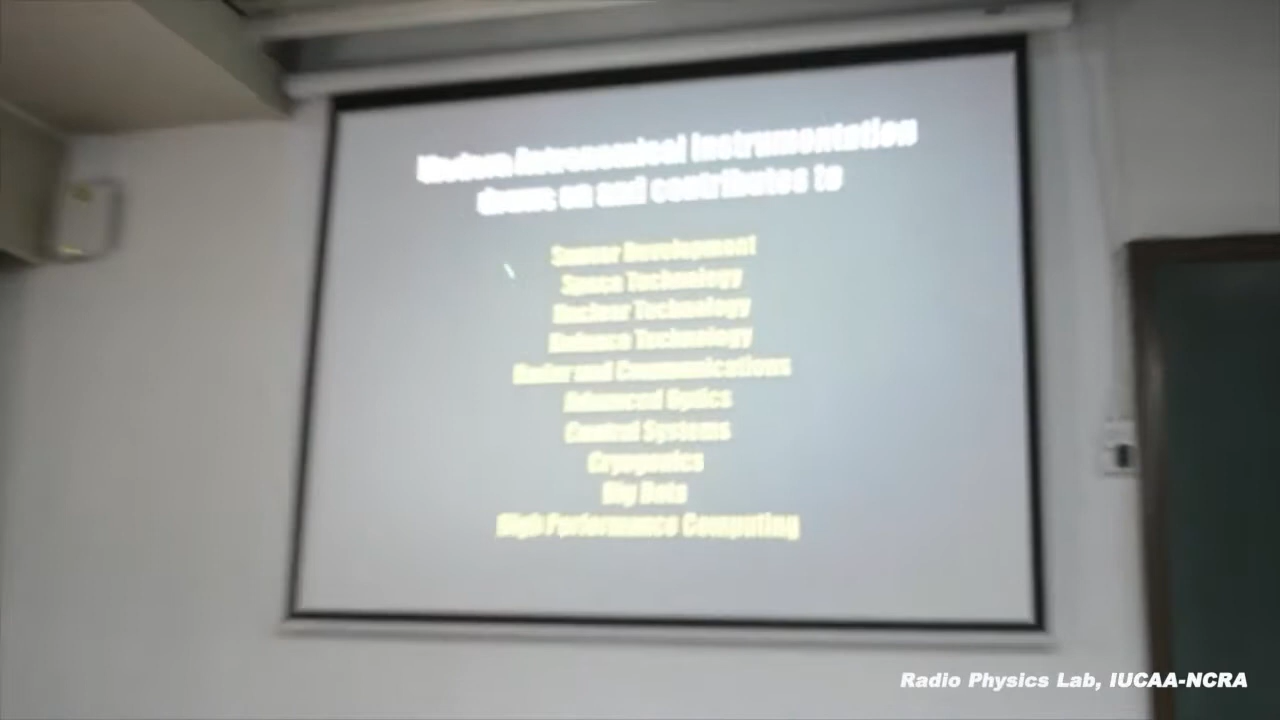 Modern Astronomical Instrumentation
draws on and contributes to
Sensor Development
Space Technology
Nuclear Technology
Defence Technology
Radar and Communications
Advanced Optics
Control Systems
Cryogenics
Big Data
High Performance Computing
Radio Physics Lab, IUCAA-NCRA